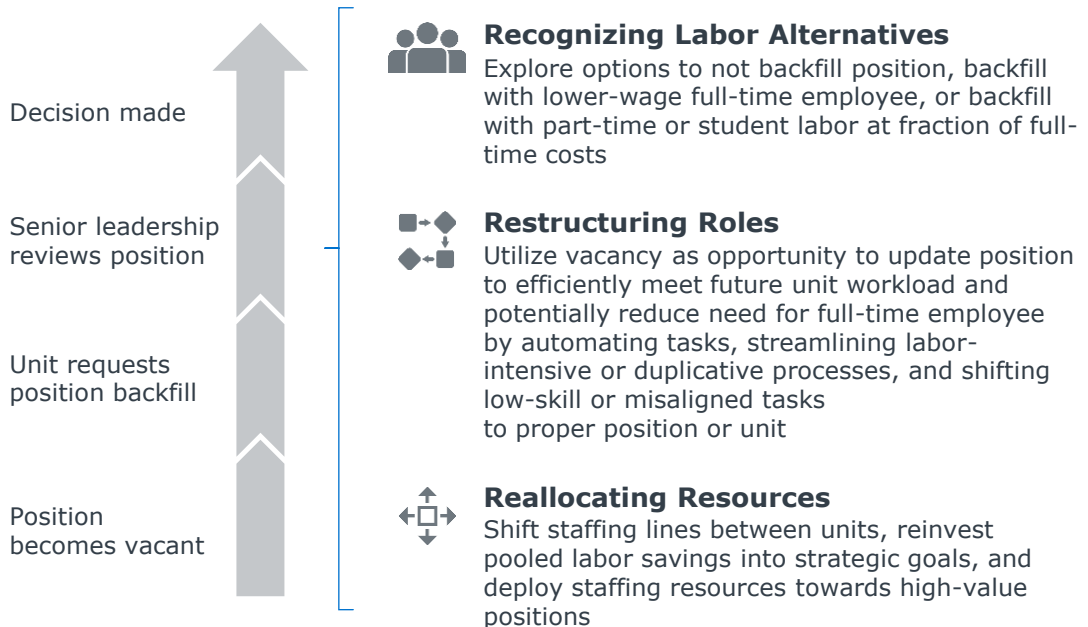 Decision made
Senior leadership
reviews position
Unit requests
position backfill
Position
becomes vacant
Recognizing Labor Alternatives
Explore options to not backfill position, backfill
with lower-wage full-time employee, or backfill
with part-time or student labor at fraction of full-
time costs
Restructuring Roles
Utilize vacancy as opportunity to update position
to efficiently meet future unit workload and
potentially reduce need for full-time employee
by automating tasks, streamlining labor-
intensive or duplicative processes, and shifting
low-skill or misaligned tasks
to proper position or unit
Reallocating Resources
Shift staffing lines between units, reinvest
pooled labor savings into strategic goals, and
deploy staffing resources towards high-value
positions